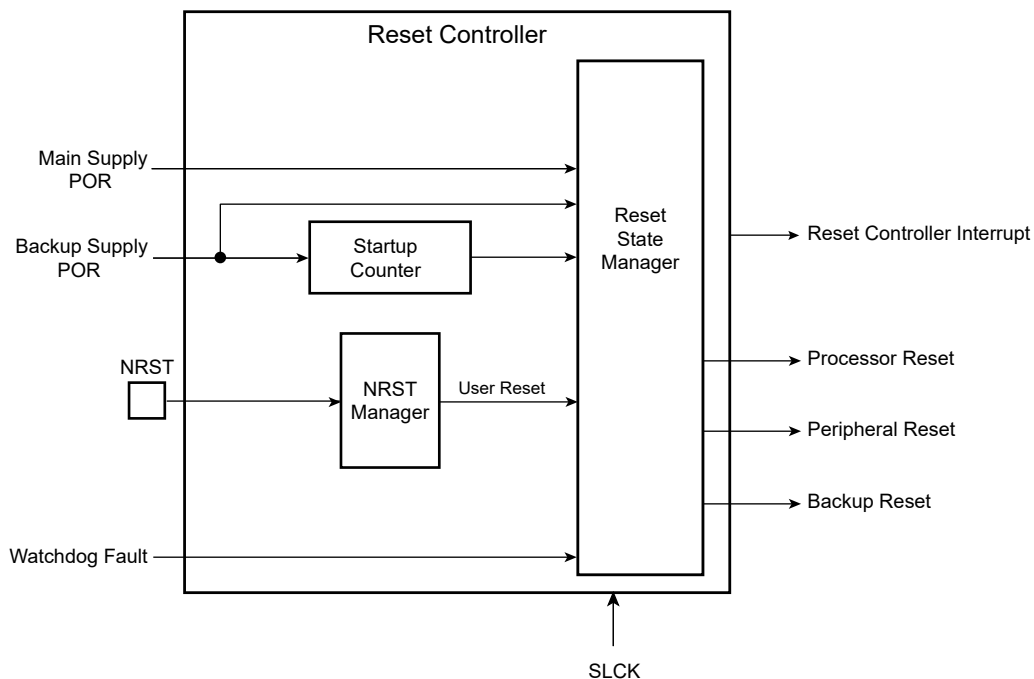 Reset Controller
Main Supply
POR
Backup Supply
POR
Startup
Counter
Reset
State
Manager
Reset Controller Interrupt
NRST
NRST
Manager
User Reset
Processor Reset
Peripheral Reset
Backup Reset
Watchdog Fault
SLCK